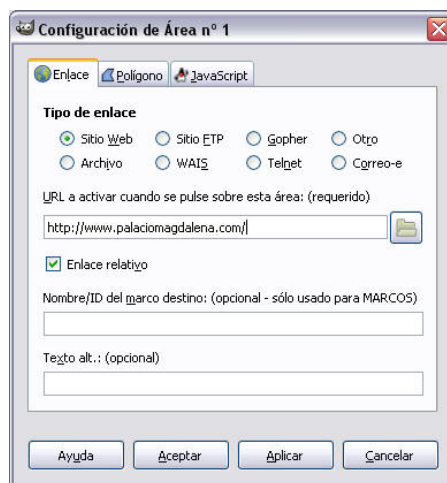 Configuración de Área nº 1
Enlace Polígono JavaScript
Tipo de enlace
Sitio Web Sitio FTP Gopher Otro
Archivo WAIS Telnet Correo-e
URL a activar cuando se pulse sobre esta área: (requerido)
http://www.palaciomagdalena.com/
Enlace relativo
Nombre/ID del marco destino: (opcional - sólo usado para MARCOS)
Texto alt.: (opcional)
Ayuda Aceptar Aplicar Cancelar